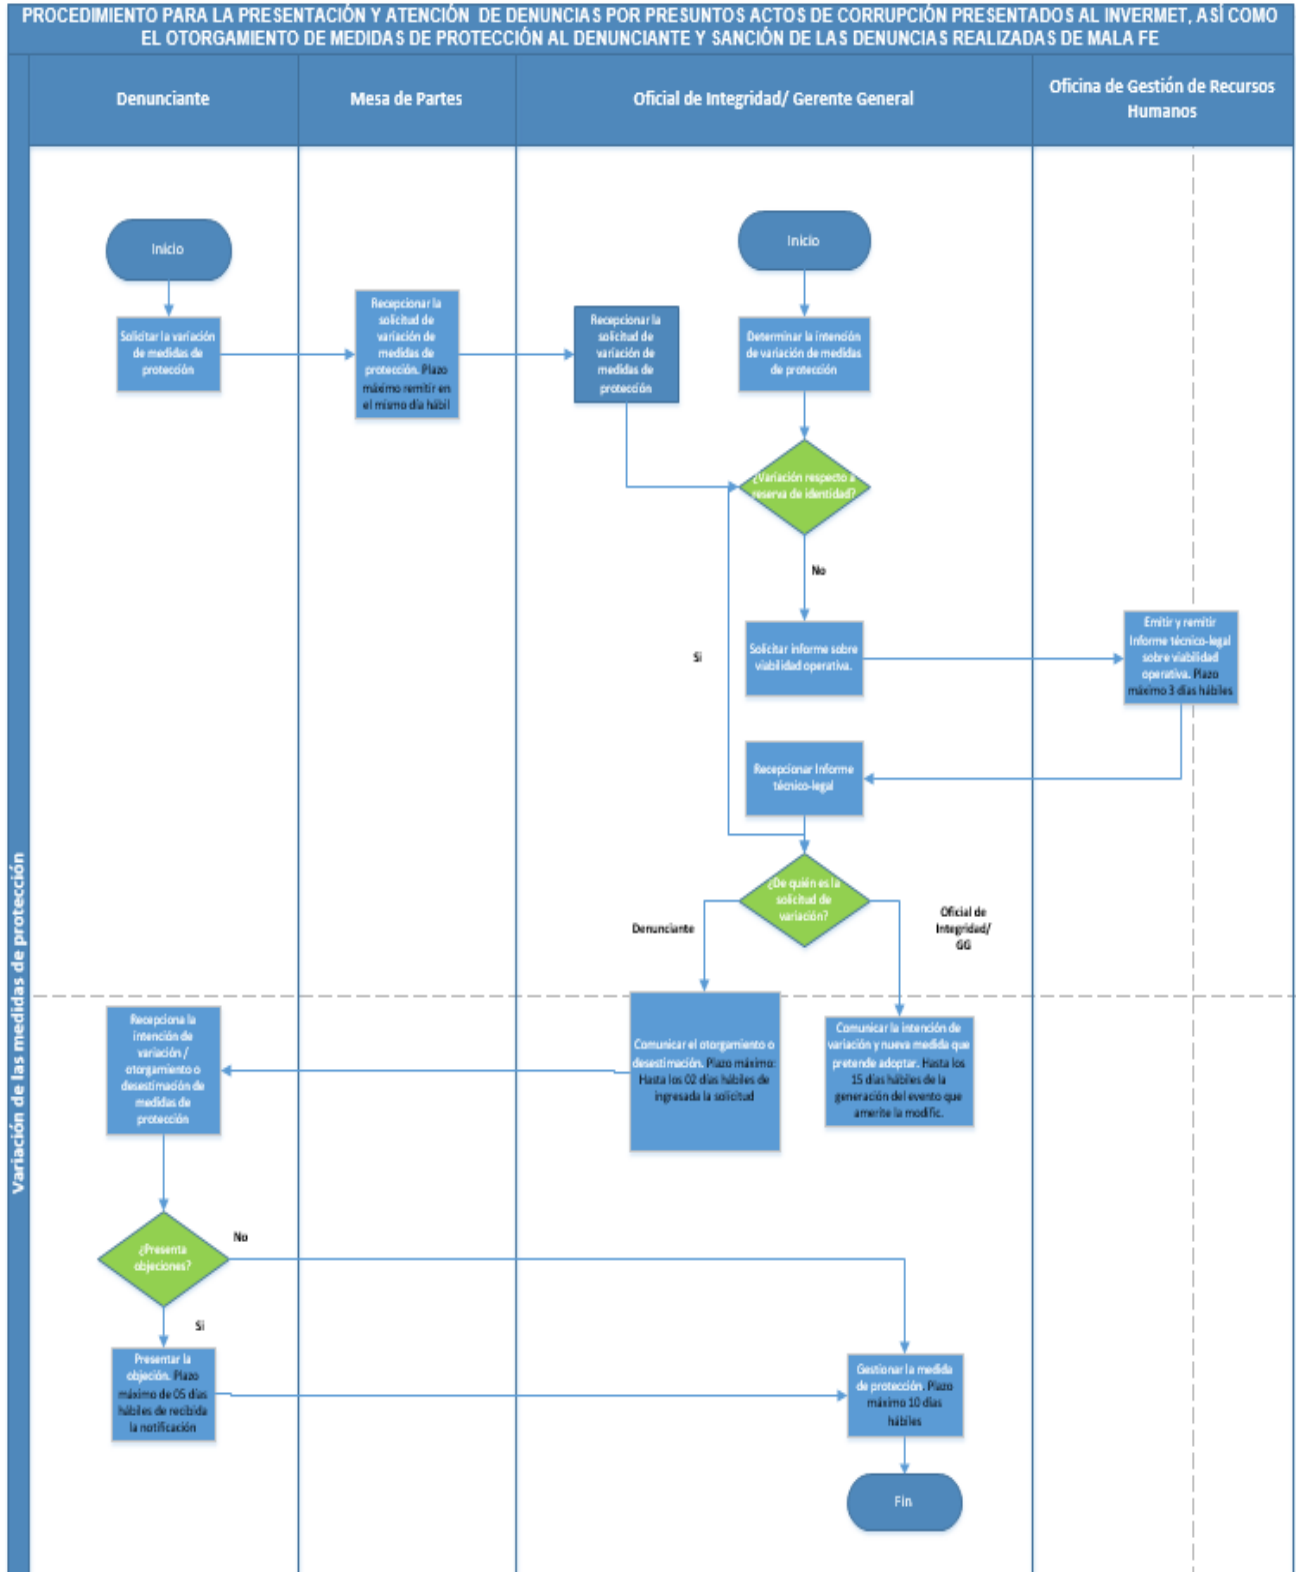 PROCEDIMIENTO PARA LA PRESENTACIÓN Y ATENCIÓN DE DENUNCIAS POR PRESUNTOS ACTOS DE CORRUPCIÓN PRESENTADOS AL INVERMET, ASÍ COMO
EL OTORGAMIENTO DE MEDIDAS DE PROTECCIÓN AL DENUNCIANTE Y SANCIÓN DE LAS DENUNCIAS REALIZADAS DE MALA FE
Denunciante
Mesa de Partes
Oficial de Integridad/ Gerente General
Oficina de Gestión de Recursos
Humanos
Variación de las medidas de protección
Inicio
Inicio
Solicitar la variación
de medidas de
protección
Recepcionar la
solicitud de
variación de
medidas de
protección. Plazo
máximo remitir en
el mismo día hábil
Recepcionar la
solicitud de
variación de
medidas de
protección
Determinar la intención
de variación de medidas
de protección
¿Variación respecto a
reserva de identidad?
No
Si
Solicitar informe sobre
viabilidad operativa.
Emitir y remitir
Informe técnico-legal
sobre viabilidad
operativa. Plazo
máximo 3 días hábiles
Recepcionar Informe
técnico-legal
¿De quién es la
solicitud de
variación?
Denunciante
Oficial de
Integridad/
GG
Recepciona la
intención de
variación /
otorgamiento o
desestimación de
medidas de
protección
Comunicar el otorgamiento o
desestimación. Plazo máximo:
Hasta los 02 días hábiles de
ingresada la solicitud
Comunicar la intención de
variación y nueva medida que
pretende adoptar. Hasta los
15 días hábiles de la
generación del evento que
amerite la modific.
¿Presenta
objeciones?
No
Si
Presentar la
objeción. Plazo
máximo de 05 días
hábiles de recibida
la notificación
Gestionar la medida
de protección. Plazo
máximo 10 días
hábiles
Fin